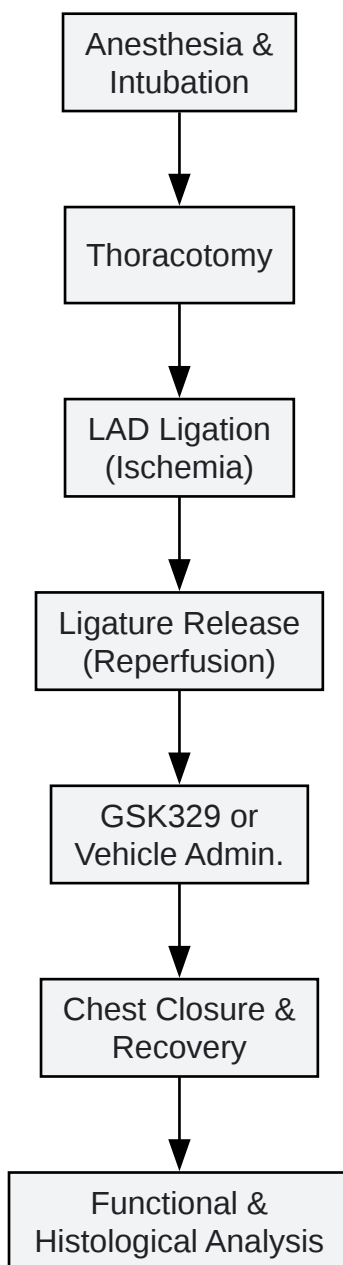 Anesthesia &
Intubation
Thoracotomy
LAD Ligation
(Ischemia)
Ligature Release
(Reperfusion)
GSK329 or
Vehicle Admin.
Chest Closure &
Recovery
Functional &
Histological Analysis